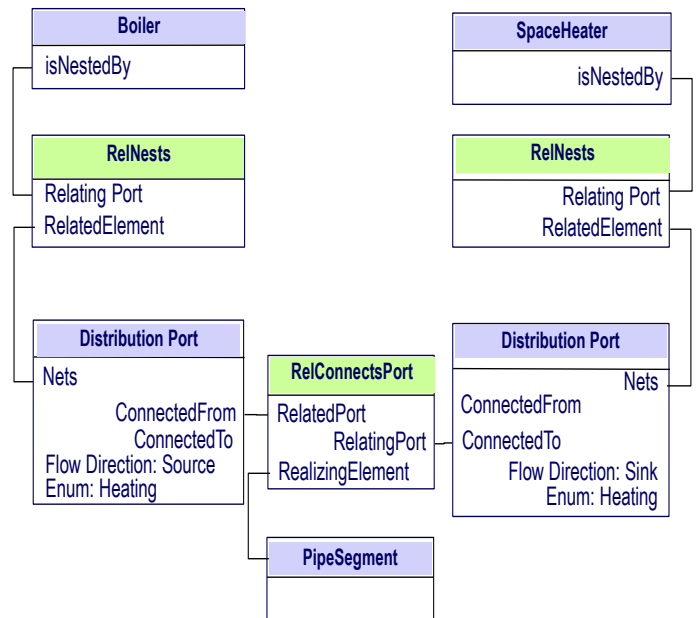 Boiler
isNestedBy
SpaceHeater
isNestedBy
RelNests
Relating Port
RelatedElement
RelNests
Relating Port
RelatedElement
Distribution Port
Nets
ConnectedFrom
ConnectedTo
Flow Direction: Source
Enum: Heating
RelConnectsPort
RelatedPort
RelatingPort
RealizingElement
Distribution Port
Nets
ConnectedFrom
ConnectedTo
Flow Direction: Sink
Enum: Heating
PipeSegment